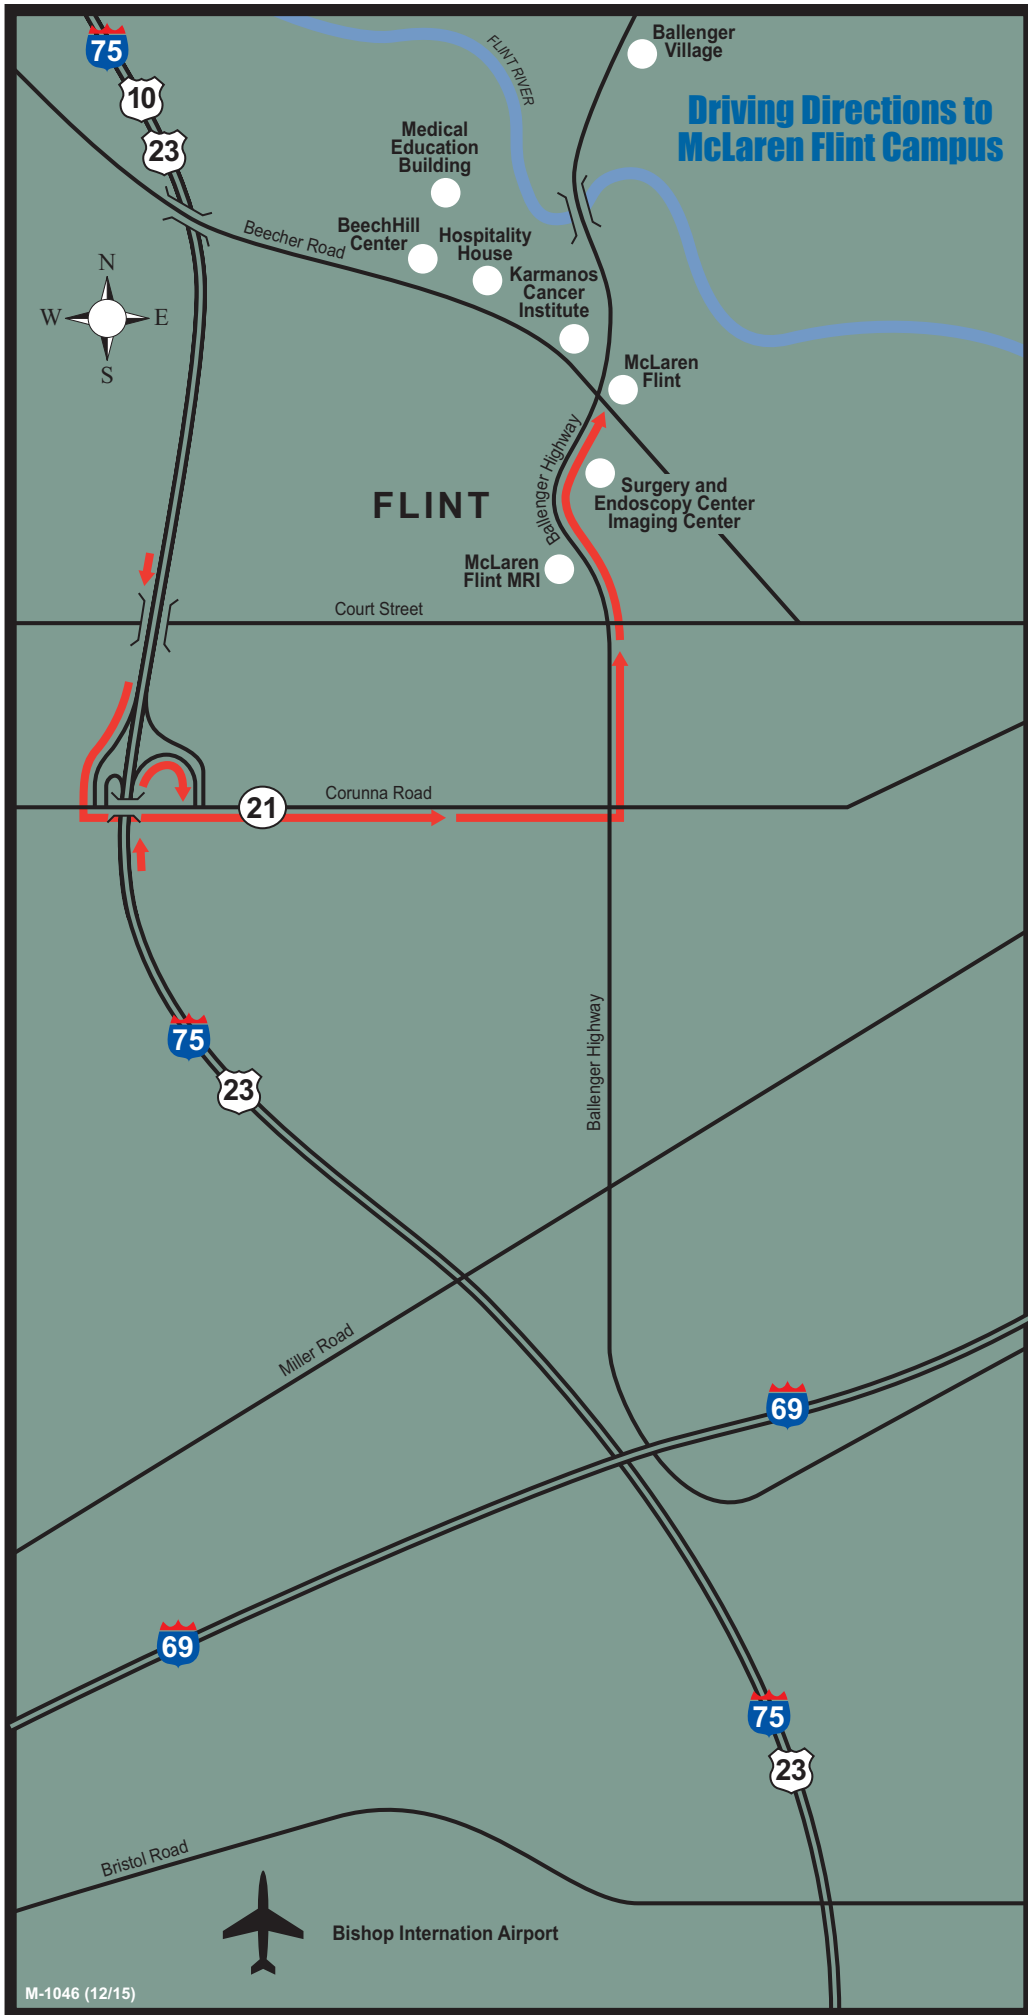 75
10
23
Ballenger
Village
FLINT RIVER
Driving Directions to
McLaren Flint Campus
Medical
Education
Building
BeechHill
Center
Hospitality
House
Beecher Road
Karmanos
Cancer
Institute
N
W
E
S
McLaren
Flint
Ballenger Highway
FLINT
Surgery and
Endoscopy Center
Imaging Center
McLaren
Flint MRI
Court Street
Corunna Road
21
75
23
Ballenger Highway
Miller Road
69
69
75
23
Bristol Road
Bishop Internation Airport
M-1046 (12/15)